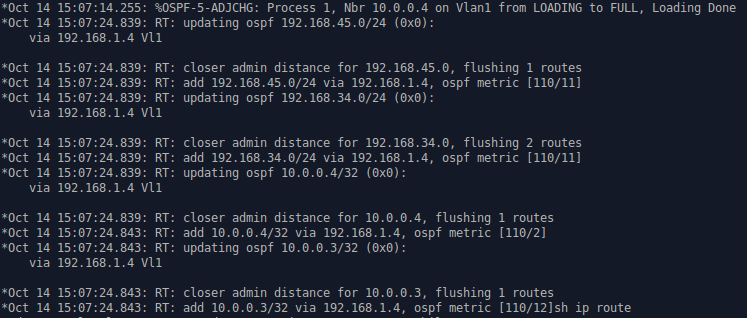 *Oct 14 15:07:14.255: %OSPF-5-ADJCHG: Process 1, Nbr 10.0.0.4 on Vlan1 from LOADING to FULL, Loading Done
*Oct 14 15:07:24.839: RT: updating ospf 192.168.45.0/24 (0x0):
    via 192.168.1.4 Vl1

*Oct 14 15:07:24.839: RT: closer admin distance for 192.168.45.0, flushing 1 routes
*Oct 14 15:07:24.839: RT: add 192.168.45.0/24 via 192.168.1.4, ospf metric [110/11]
*Oct 14 15:07:24.839: RT: updating ospf 192.168.34.0/24 (0x0):
    via 192.168.1.4 Vl1

*Oct 14 15:07:24.839: RT: closer admin distance for 192.168.34.0, flushing 2 routes
*Oct 14 15:07:24.839: RT: add 192.168.34.0/24 via 192.168.1.4, ospf metric [110/11]
*Oct 14 15:07:24.839: RT: updating ospf 10.0.0.4/32 (0x0):
    via 192.168.1.4 Vl1

*Oct 14 15:07:24.839: RT: closer admin distance for 10.0.0.4, flushing 1 routes
*Oct 14 15:07:24.843: RT: add 10.0.0.4/32 via 192.168.1.4, ospf metric [110/2]
*Oct 14 15:07:24.843: RT: updating ospf 10.0.0.3/32 (0x0):
    via 192.168.1.4 Vl1

*Oct 14 15:07:24.843: RT: closer admin distance for 10.0.0.3, flushing 1 routes
*Oct 14 15:07:24.843: RT: add 10.0.0.3/32 via 192.168.1.4, ospf metric [110/12]sh ip route